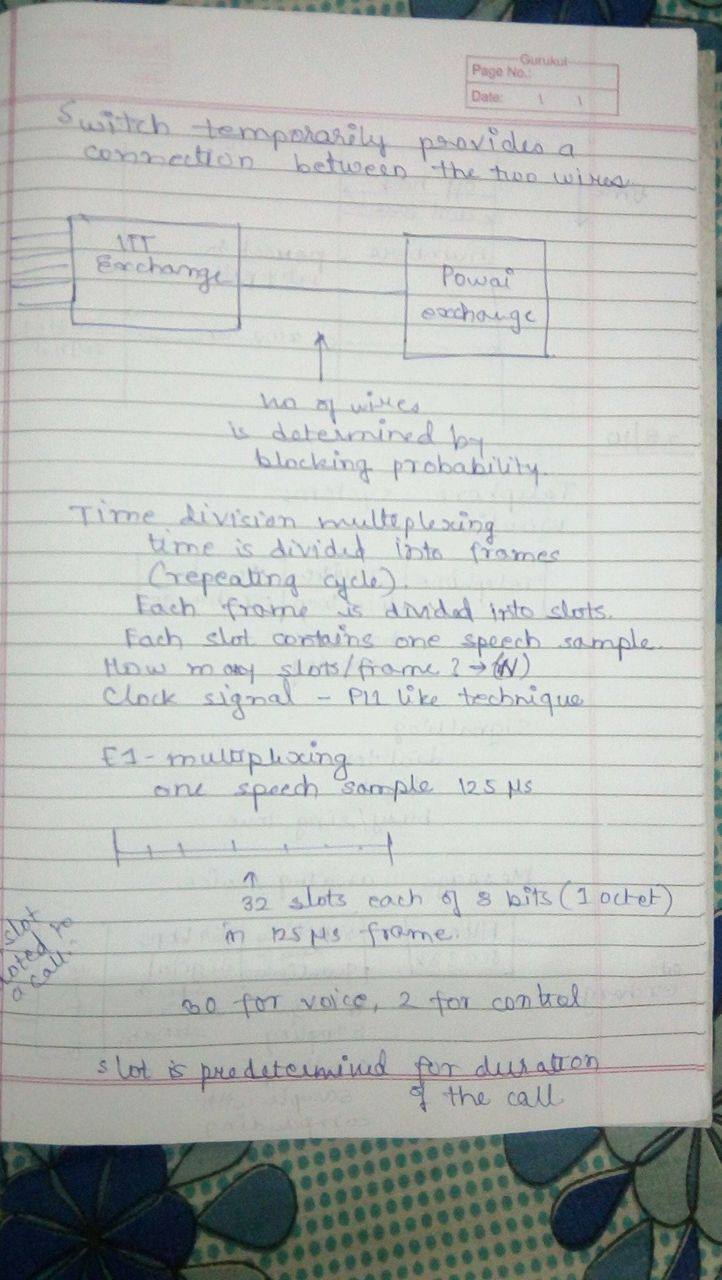 Gurukul
Page No.:
Date:
Switch temporarily provides a
connection between the two wires
IIT
Exchange
Powai
exchange
no of wires
is determined by
blocking probability.
Time division multiplexing
time is divided into frames
(repeating cycle).
Each frame is divided into slots.
Each slot contains one speech sample.
How many slots/frame? → (N)
Clock signal - PLL like technique
E1 - multiplexing
one speech sample 125 μs
32 slots each of 8 bits (1 octet)
in 125 μs frame.
slot
a call.
30 for voice, 2 for control
slot is predetermined for duration
of the call